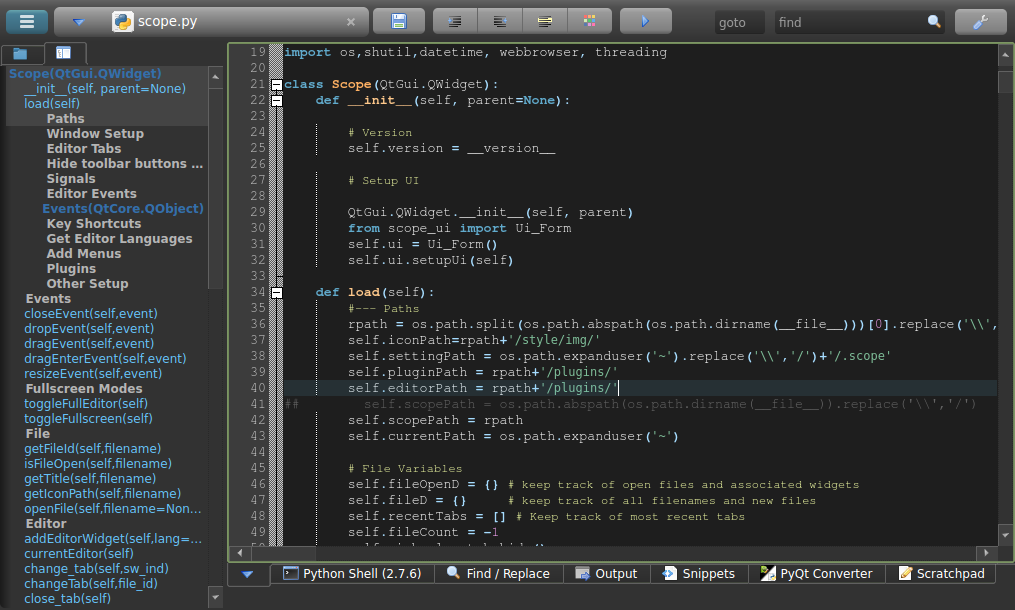 scope.py
goto
find
Scope(QtGui.QWidget)
__init__(self, parent=None)
load(self)
Paths
Window Setup
Editor Tabs
Hide toolbar buttons ...
Signals
Editor Events
Events(QtCore.QObject)
Key Shortcuts
Get Editor Languages
Add Menus
Plugins
Other Setup
Events
closeEvent(self,event)
dropEvent(self,event)
dragEvent(self,event)
dragEnterEvent(self,event)
resizeEvent(self,event)
Fullscreen Modes
toggleFullEditor(self)
toggleFullscreen(self)
File
getFileId(self,filename)
isFileOpen(self,filename)
getTitle(self,filename)
getIconPath(self,filename)
openFile(self,filename=Non...
Editor
addEditorWidget(self,lang=...
currentEditor(self)
change_tab(self,sw_ind)
changeTab(self,file_id)
close_tab(self)
19 import os,shutil,datetime, webbrowser, threading
20
21 class Scope(QtGui.QWidget):
22 def __init__(self, parent=None):
23
24 # Version
25 self.version = __version__
26
27 # Setup UI
28
29 QtGui.QWidget.__init__(self, parent)
30 from scope_ui import Ui_Form
31 self.ui = Ui_Form()
32 self.ui.setupUi(self)
33
34 def load(self):
35 #--- Paths
36 rpath = os.path.split(os.path.abspath(os.path.dirname(__file__)))[0].replace('\\',
37 self.iconPath=rpath+'/style/img/'
38 self.settingPath = os.path.expanduser('~').replace('\\','/')+'/.scope'
39 self.pluginPath = rpath+'/plugins/'
40 self.editorPath = rpath+'/plugins/'
41 ## self.scopePath = os.path.abspath(os.path.dirname(__file__)).replace('\\','/')
42 self.scopePath = rpath
43 self.currentPath = os.path.expanduser('~')
44
45 # File Variables
46 self.fileOpenD = {} # keep track of open files and associated widgets
47 self.fileD = {} # keep track of all filenames and new files
48 self.recentTabs = [] # Keep track of most recent tabs
49 self.fileCount = -1
Python Shell (2.7.6)
Find / Replace
Output
Snippets
PyQt Converter
Scratchpad